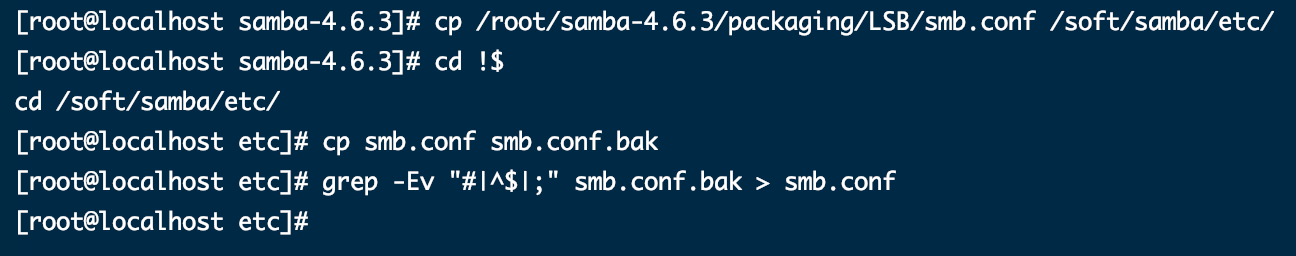 [root@localhost samba-4.6.3]# cp /root/samba-4.6.3/packaging/LSB/smb.conf /soft/samba/etc/
[root@localhost samba-4.6.3]# cd !$
cd /soft/samba/etc/
[root@localhost etc]# cp smb.conf smb.conf.bak
[root@localhost etc]# grep -Ev "#|^$|;" smb.conf.bak > smb.conf
[root@localhost etc]#